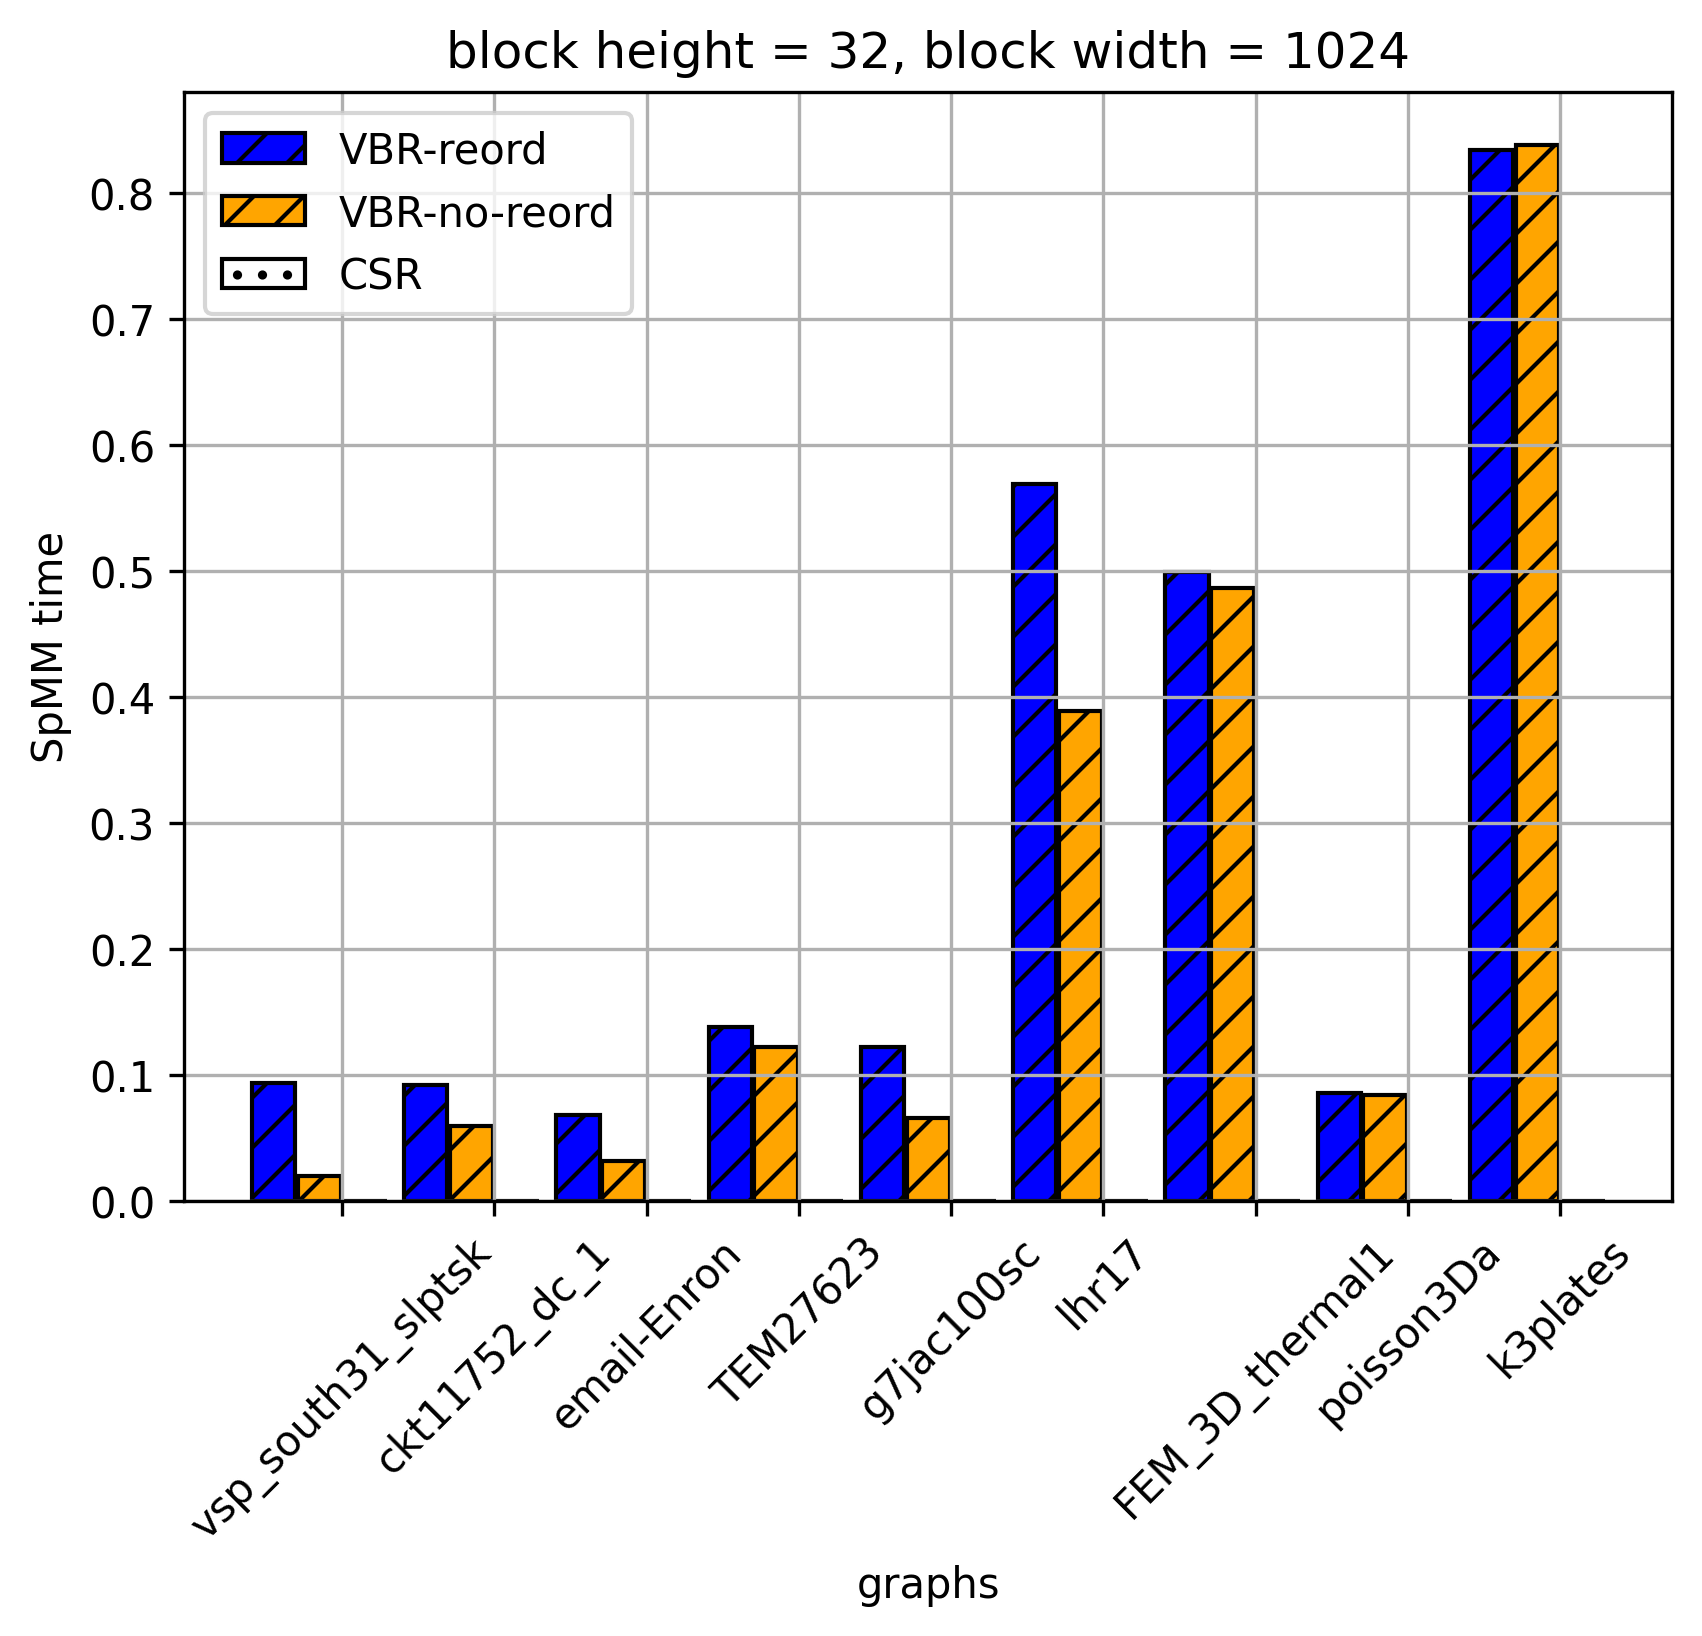 block height = 32, block width = 1024
VBR-reord
VBR-no-reord
CSR
SpMM time
0.8
0.7
0.6
0.5
0.4
0.3
0.2
0.1
0.0
vsp_south31_slptsk
ckt11752_dc_1
email-Enron
TEM27623
g7jac100sc
lhr17
FEM_3D_thermal1
poisson3Da
k3plates
graphs